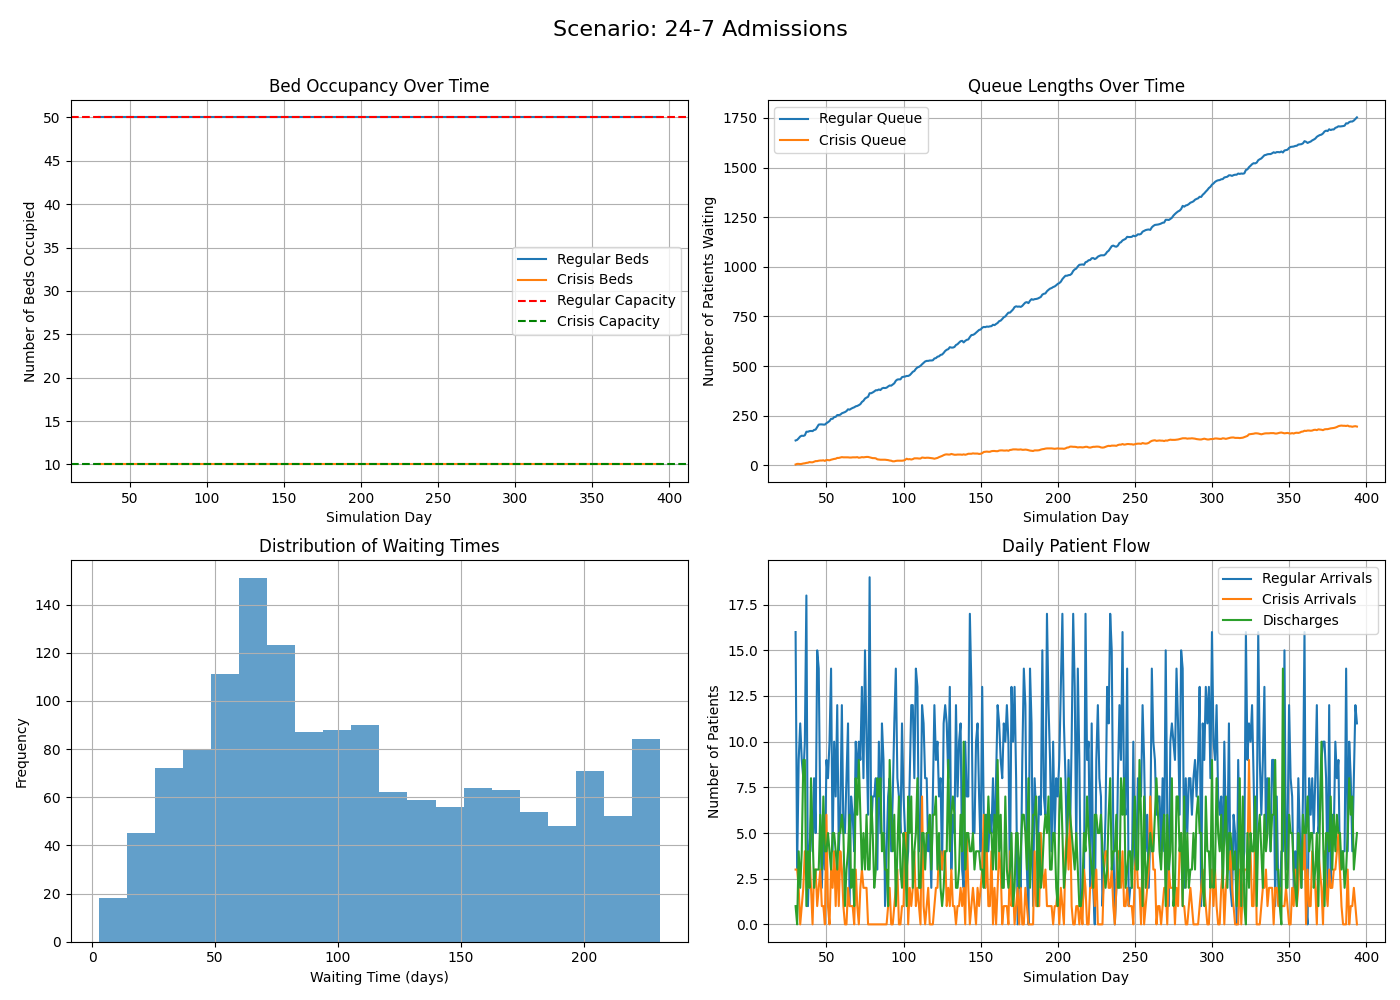 Scenario: 24-7 Admissions
Bed Occupancy Over Time
Number of Beds Occupied
50
45
40
35
30
25
20
15
10
Regular Beds
Crisis Beds
Regular Capacity
Crisis Capacity
50 100 150 200 250 300 350 400
Simulation Day
Queue Lengths Over Time
Number of Patients Waiting
1750
1500
1250
1000
750
500
250
0
Regular Queue
Crisis Queue
50 100 150 200 250 300 350 400
Simulation Day
Distribution of Waiting Times
Frequency
140
120
100
80
60
40
20
0
0 50 100 150 200
Waiting Time (days)
Daily Patient Flow
Number of Patients
17.5
15.0
12.5
10.0
7.5
5.0
2.5
0.0
Regular Arrivals
Crisis Arrivals
Discharges
50 100 150 200 250 300 350 400
Simulation Day